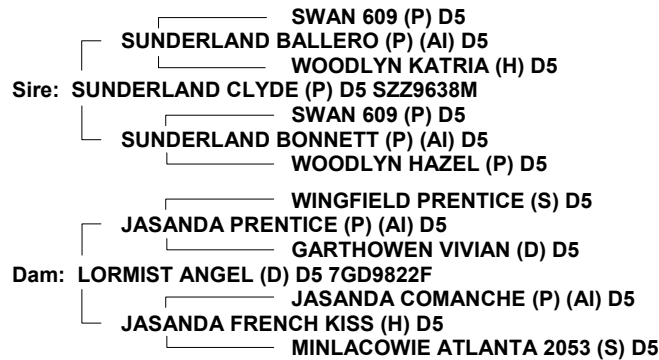 SWAN 609 (P) D5
SUNDERLAND BALLERO (P) (AI) D5
WOODLYN KATRIA (H) D5
Sire: SUNDERLAND CLYDE (P) D5 SZZ9638M
SWAN 609 (P) D5
SUNDERLAND BONNETT (P) (AI) D5
WOODLYN HAZEL (P) D5
WINGFIELD PRENTICE (S) D5
JASANDA PRENTICE (P) (AI) D5
GARTHOWEN VIVIAN (D) D5
Dam: LORMIST ANGEL (D) D5 7GD9822F
JASANDA COMANCHE (P) (AI) D5
JASANDA FRENCH KISS (H) D5
MINLACOWIE ATLANTA 2053 (S) D5